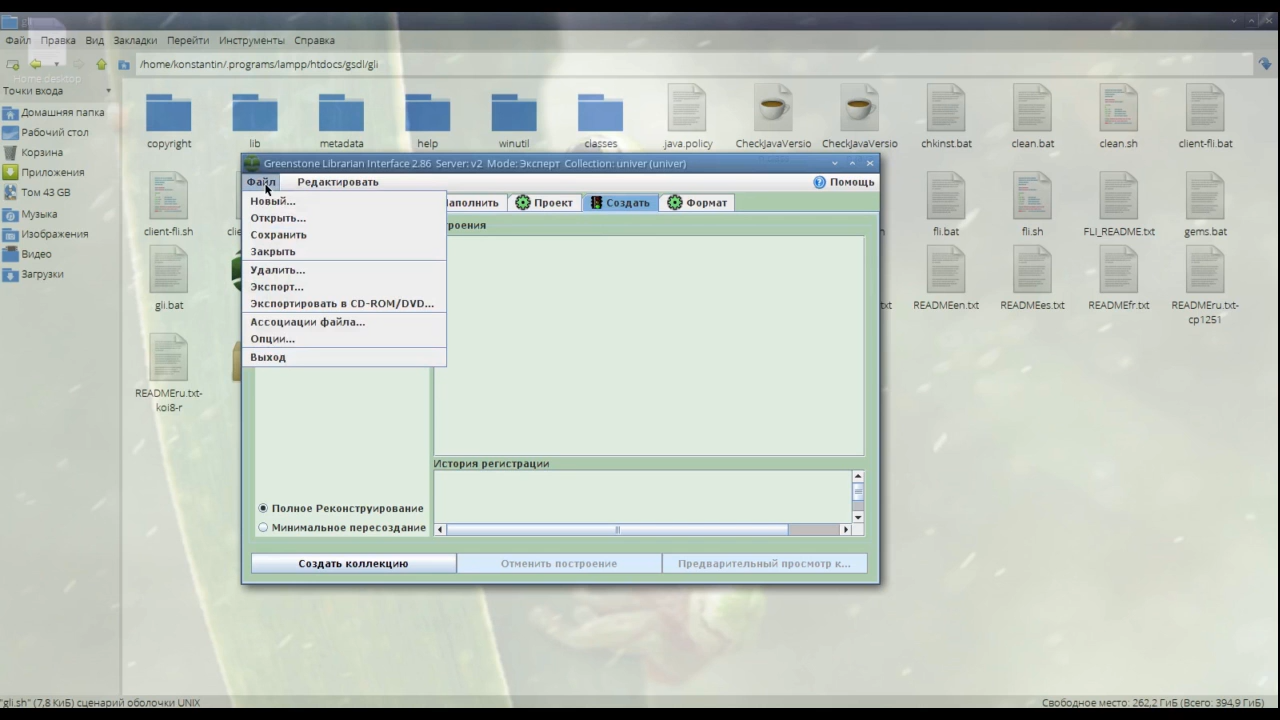 Файл Правка Вид Закладки Перейти Инструменты Справка
/home/konstantin/.programs/lampp/htdocs/gsdl/gli
Home desktop
Точки входа
Домашняя папка
Рабочий стол
Корзина
Приложения
Том 43 GB
Музыка
Изображения
Видео
Загрузки
copyright lib metadata help winutil classes .java.policy CheckJavaVersio CheckJavaVersio chkinst.bat clean.bat clean.sh client-fli.bat
client-fli.sh fli.bat fli.sh FLI_README.txt gems.bat
gli.bat READMEen.txt READMEes.txt READMEfr.txt READMEru.txt-
cp1251
READMEru.txt-
koi8-r
Greenstone Librarian Interface 2.86 Server: v2 Mode: Эксперт Collection: univer (univer)
Файл Редактировать Помощь
Новый...
Открыть...
Сохранить
Закрыть
Удалить...
Экспорт...
Экспортировать в CD-ROM/DVD...
Ассоциации файла...
Опции...
Выход
аполнить Проект Создать Формат
роения
История регистрации
Полное Реконструирование
Минимальное пересоздание
Создать коллекцию Отменить построение Предварительный просмотр к...
"gli.sh" (7,8 КиБ) сценарий оболочки UNIX
Свободное место: 262,2 ГиБ (Всего: 394,9 ГиБ)